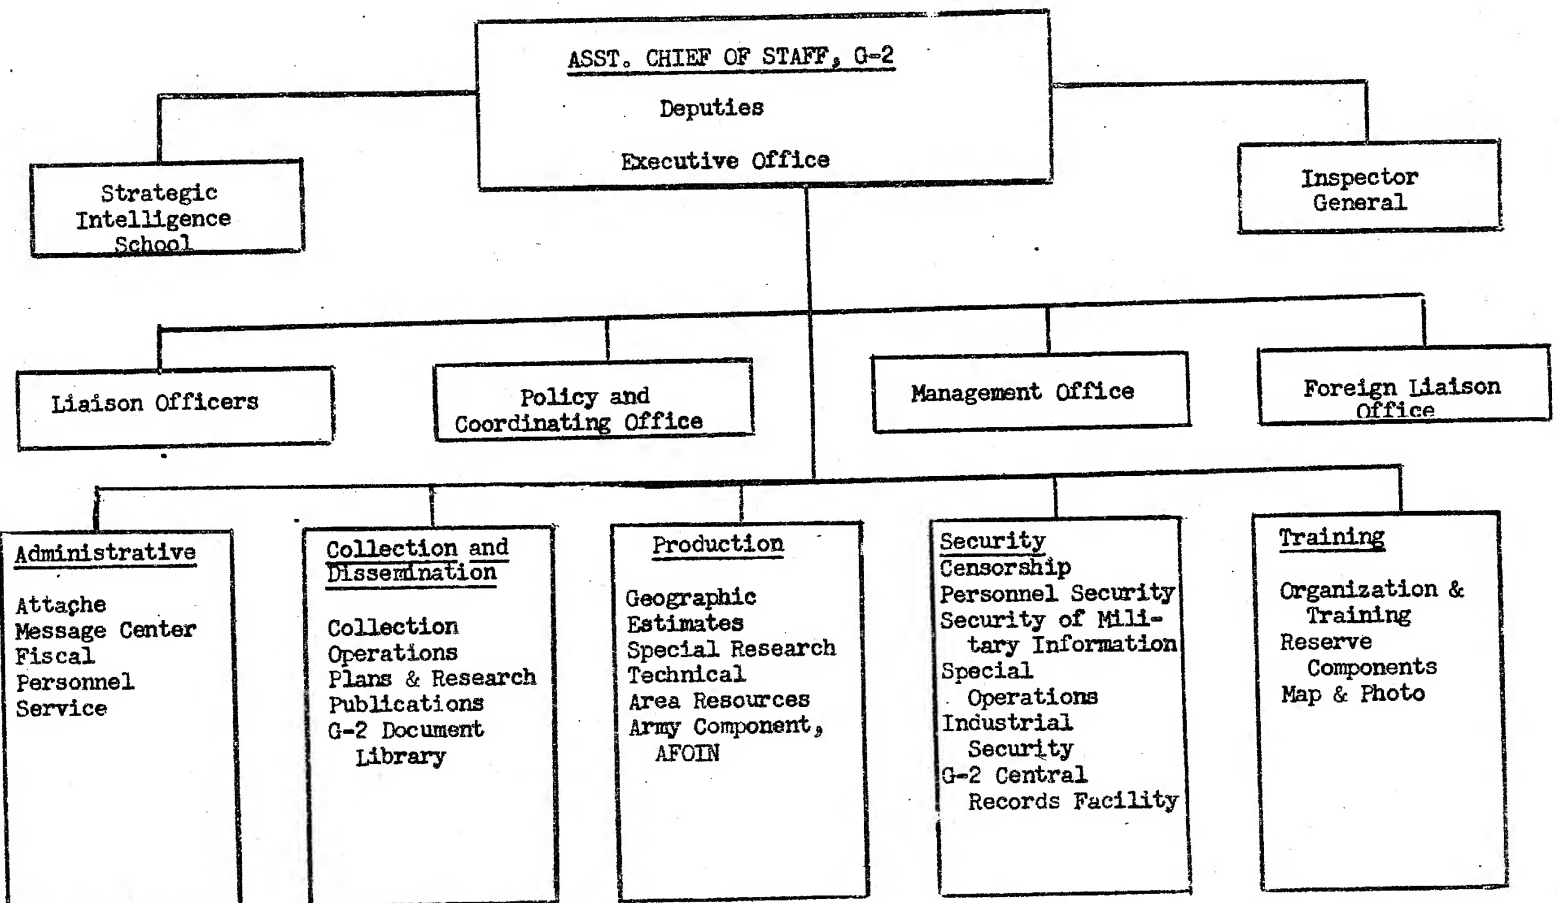 ASST. CHIEF OF STAFF, G-2
Deputies
Executive Office
Strategic
Intelligence
School
Inspector
General
Liaison Officers
Policy and
Coordinating Office
Management Office
Foreign Liaison
Office
Administrative
Attache
Message Center
Fiscal
Personnel
Service
Collection and
Dissemination
Collection
Operations
Plans & Research
Publications
G-2 Document
Library
Production
Geographic
Estimates
Special Research
Technical
Area Resources
Army Component,
AFOIN
Security
Censorship
Personnel Security
Security of Mili-
tary Information
Special
Operations
Industrial
Security
G-2 Central
Records Facility
Training
Organization &
Training
Reserve
Components
Map & Photo